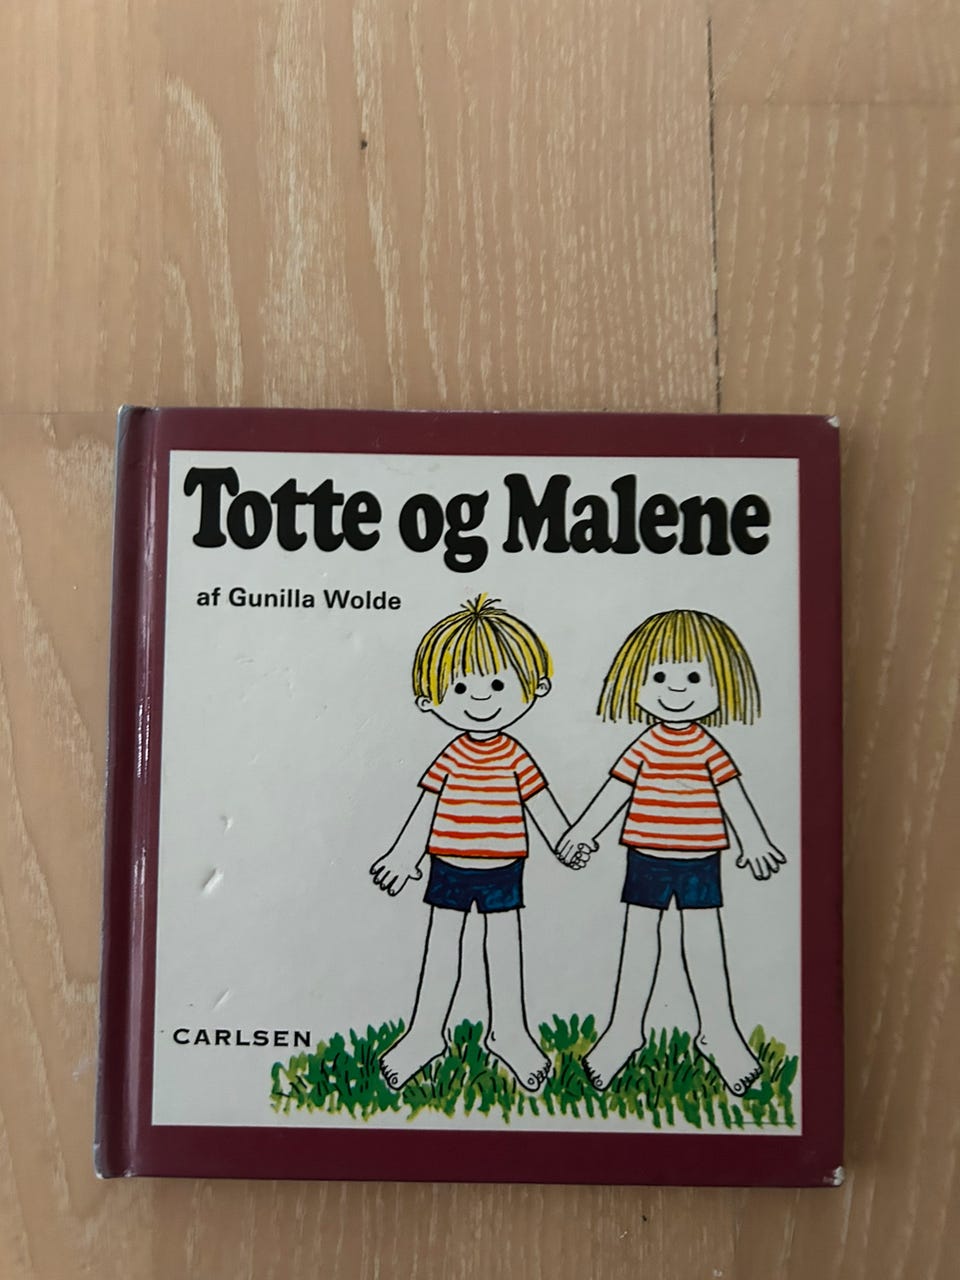 Totte og Malene
af Gunilla Wolde
CARLSEN